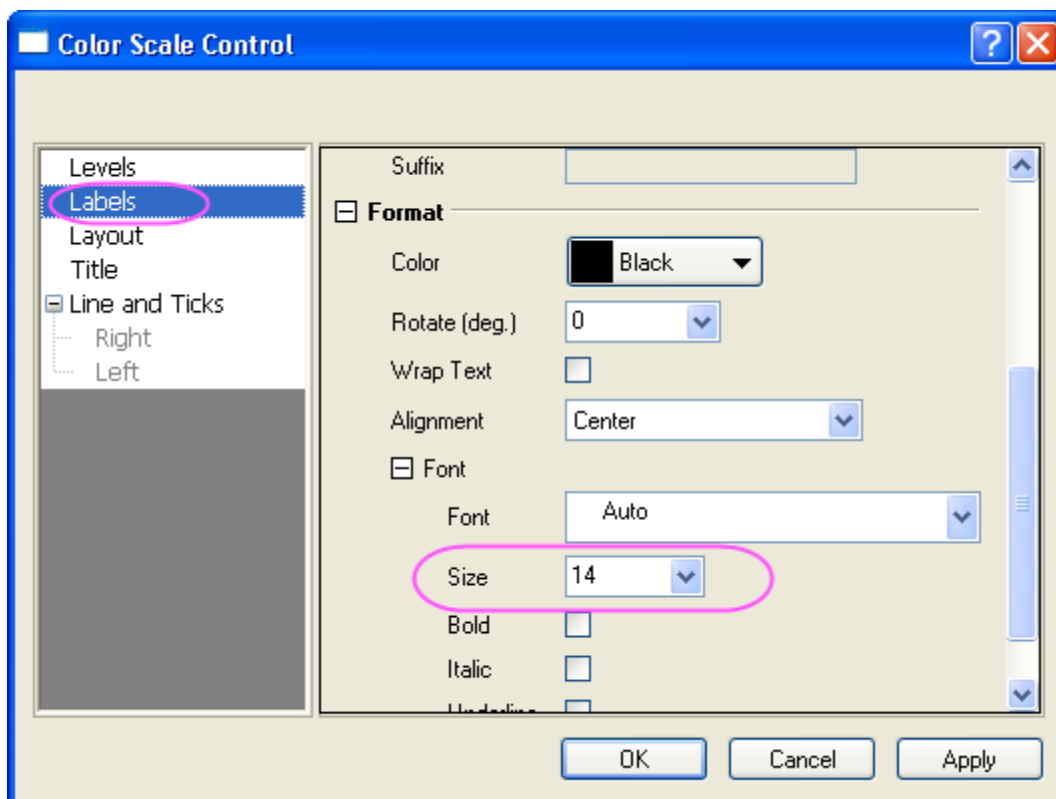 Color Scale Control
Levels
Labels
Layout
Title
Line and Ticks
Right
Left
Suffix
Format
Color Black
Rotate (deg.) 0
Wrap Text
Alignment Center
Font
Font Auto
Size 14
Bold
Italic
Underline
OK Cancel Apply